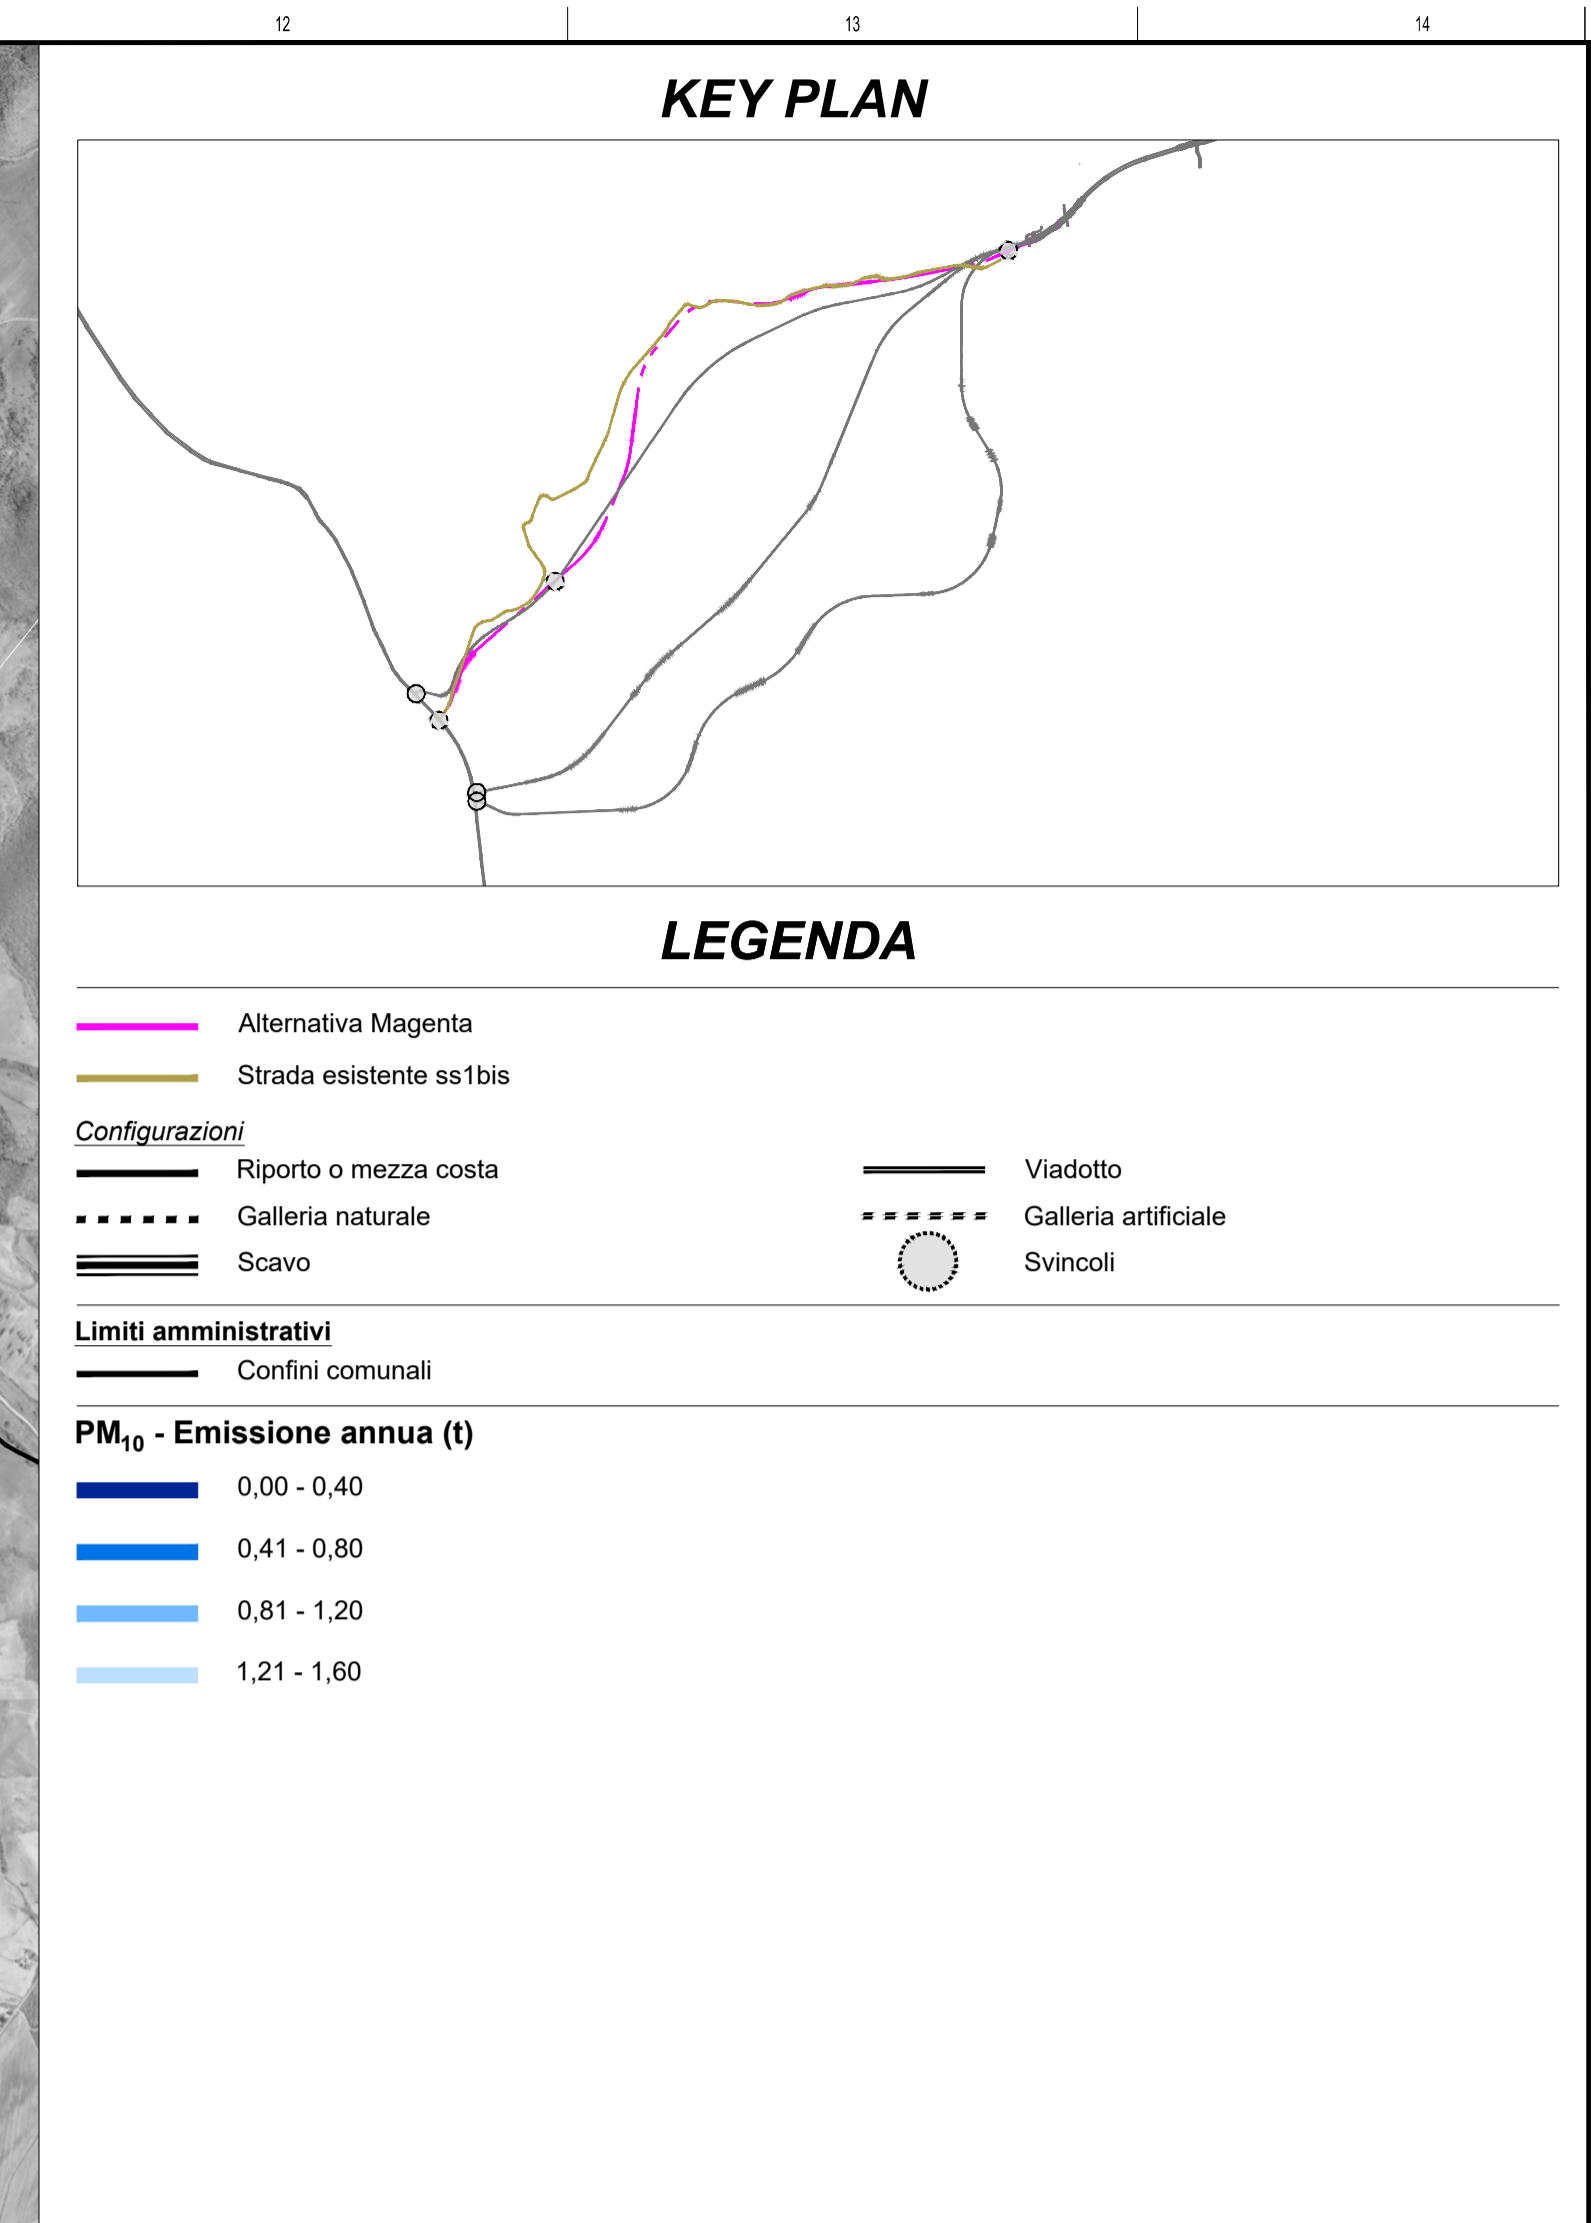 12 13 14
KEY PLAN
LEGENDA
Alternativa Magenta
Strada esistente ss1bis
Configurazioni
Riporto o mezza costa Viadotto
Galleria naturale Galleria artificiale
Scavo Svincoli
Limiti amministrativi
Confini comunali
PM10 - Emissione annua (t)
0,00 - 0,40
0,41 - 0,80
0,81 - 1,20
1,21 - 1,60